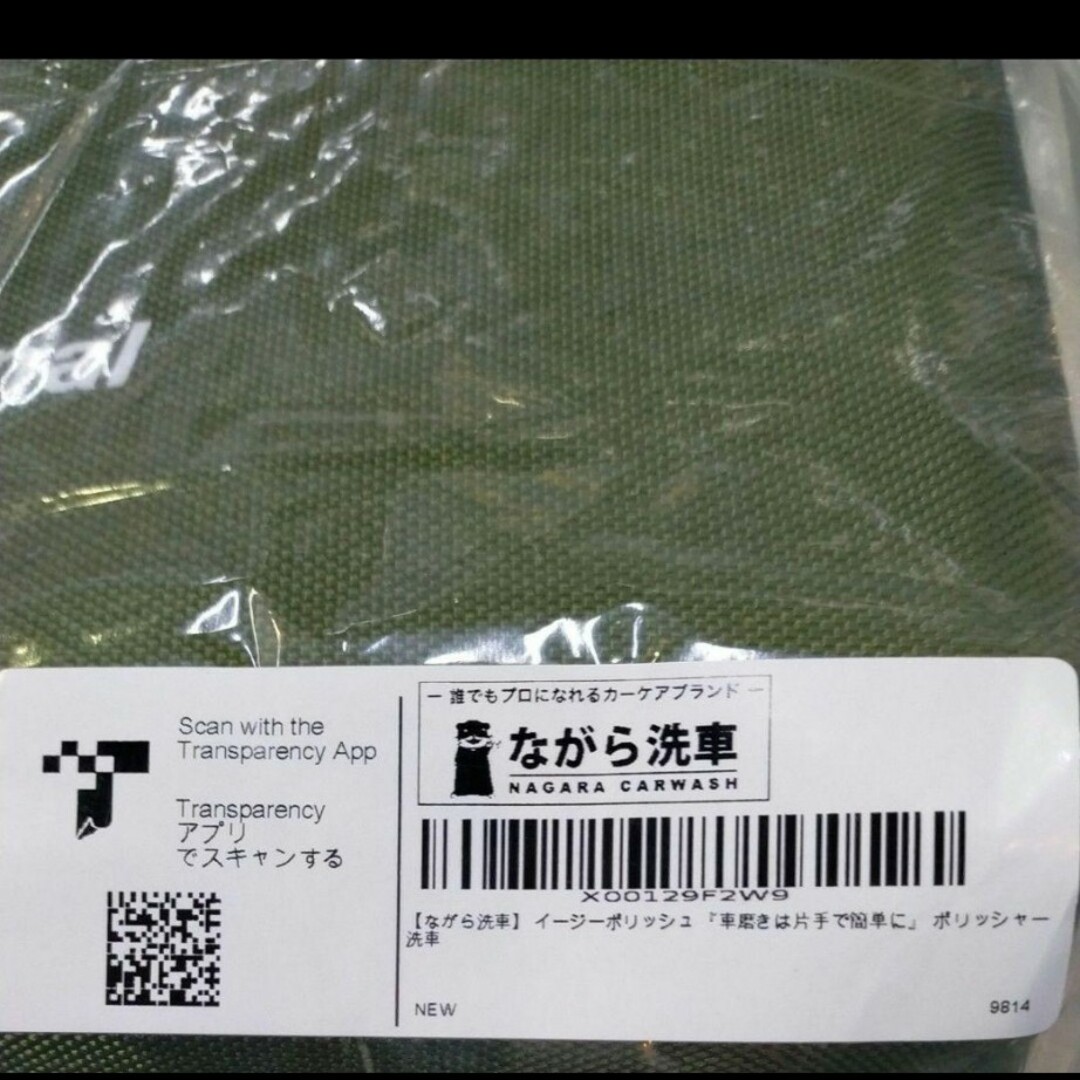 Scan with the
Transparency App
Transparency
アプリ
でスキャンする
― 誰でもプロになれるカーケアブランド ―
ながら洗車
NAGARA CARWASH
X00129F2W9
【ながら洗車】 イージーポリッシュ 『車磨きは片手で簡単に』 ポリッシャー
洗車
NEW
9814